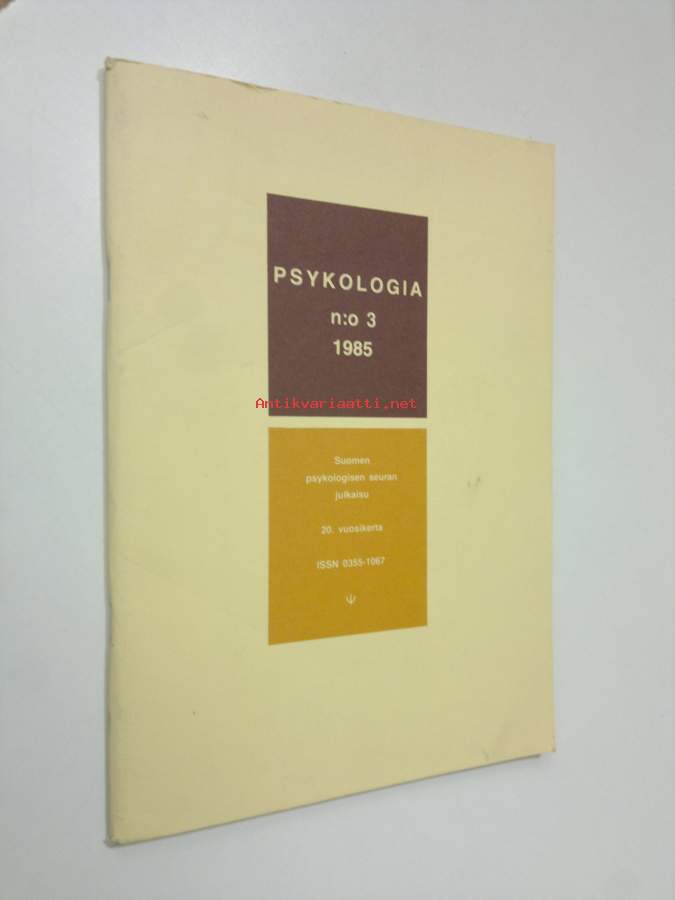 PSYKOLOGIA
n:o 3
1985
Antikvariaatti.net
Suomen
psykologisen seuran
julkaisu
20. vuosikerta
ISSN 0355-1067
ψ